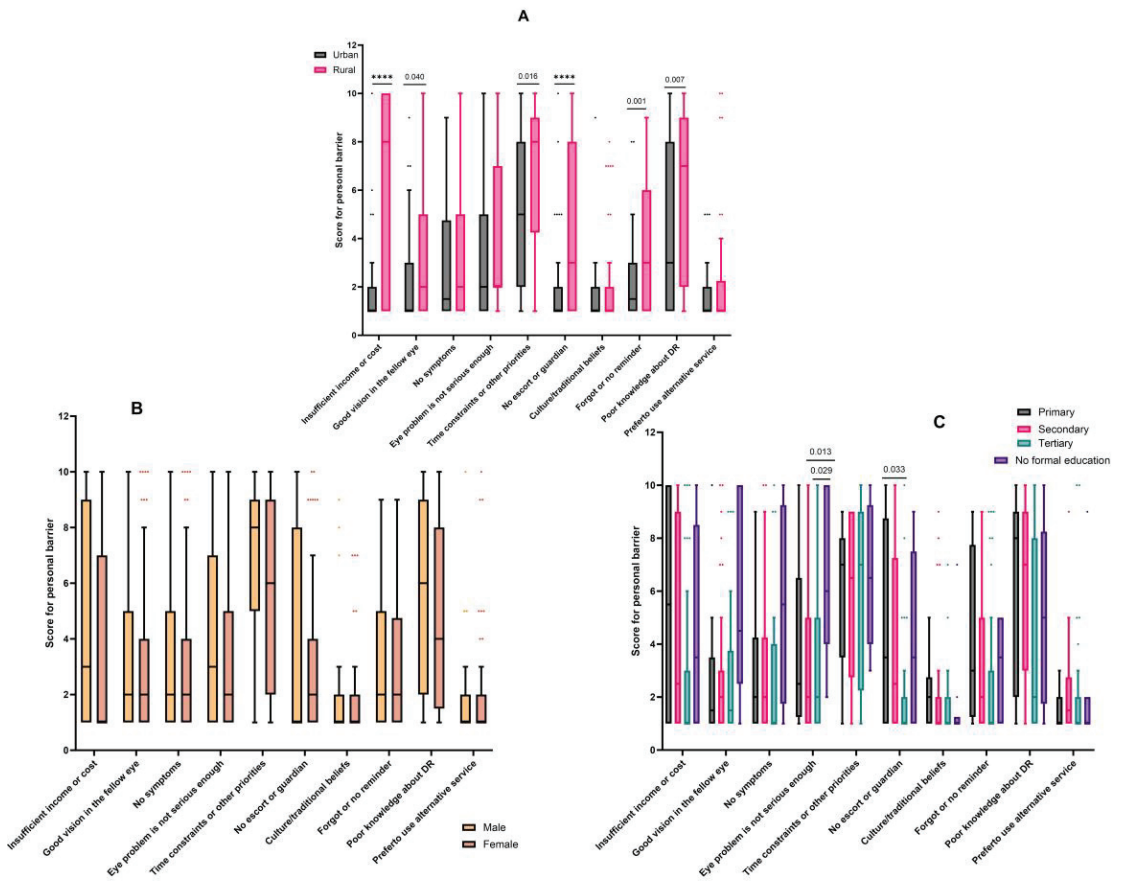 A
Urban
Rural
Score for personal barrier
12
10
8
6
4
2
0
****
0.040
0.016
****
0.001
0.007
Insufficient income or cost
Good vision in the fellow eye
No symptoms
Eye problem is not serious enough
Time constraints or other priorities
No escort or guardian
Culture/traditional beliefs
Forgot or no reminder
Poor knowledge about DR
Preferto use alternative service
B
Score for personal barrier
12
10
8
6
4
2
0
Insufficient income or cost
Good vision in the fellow eye
No symptoms
Eye problem is not serious enough
Time constraints or other priorities
No escort or guardian
Culture/traditional beliefs
Forgot or no reminder
Poor knowledge about DR
Preferto use alternative service
Male
Female
C
Primary
Secondary
Tertiary
No formal education
Score for personal barrier
12
10
8
6
4
2
0
0.013
0.029
0.033
Insufficient income or cost
Good vision in the fellow eye
No symptoms
Eye problem is not serious enough
Time constraints or other priorities
No escort or guardian
Culture/traditional beliefs
Forgot or no reminder
Poor knowledge about DR
Preferto use alternative service